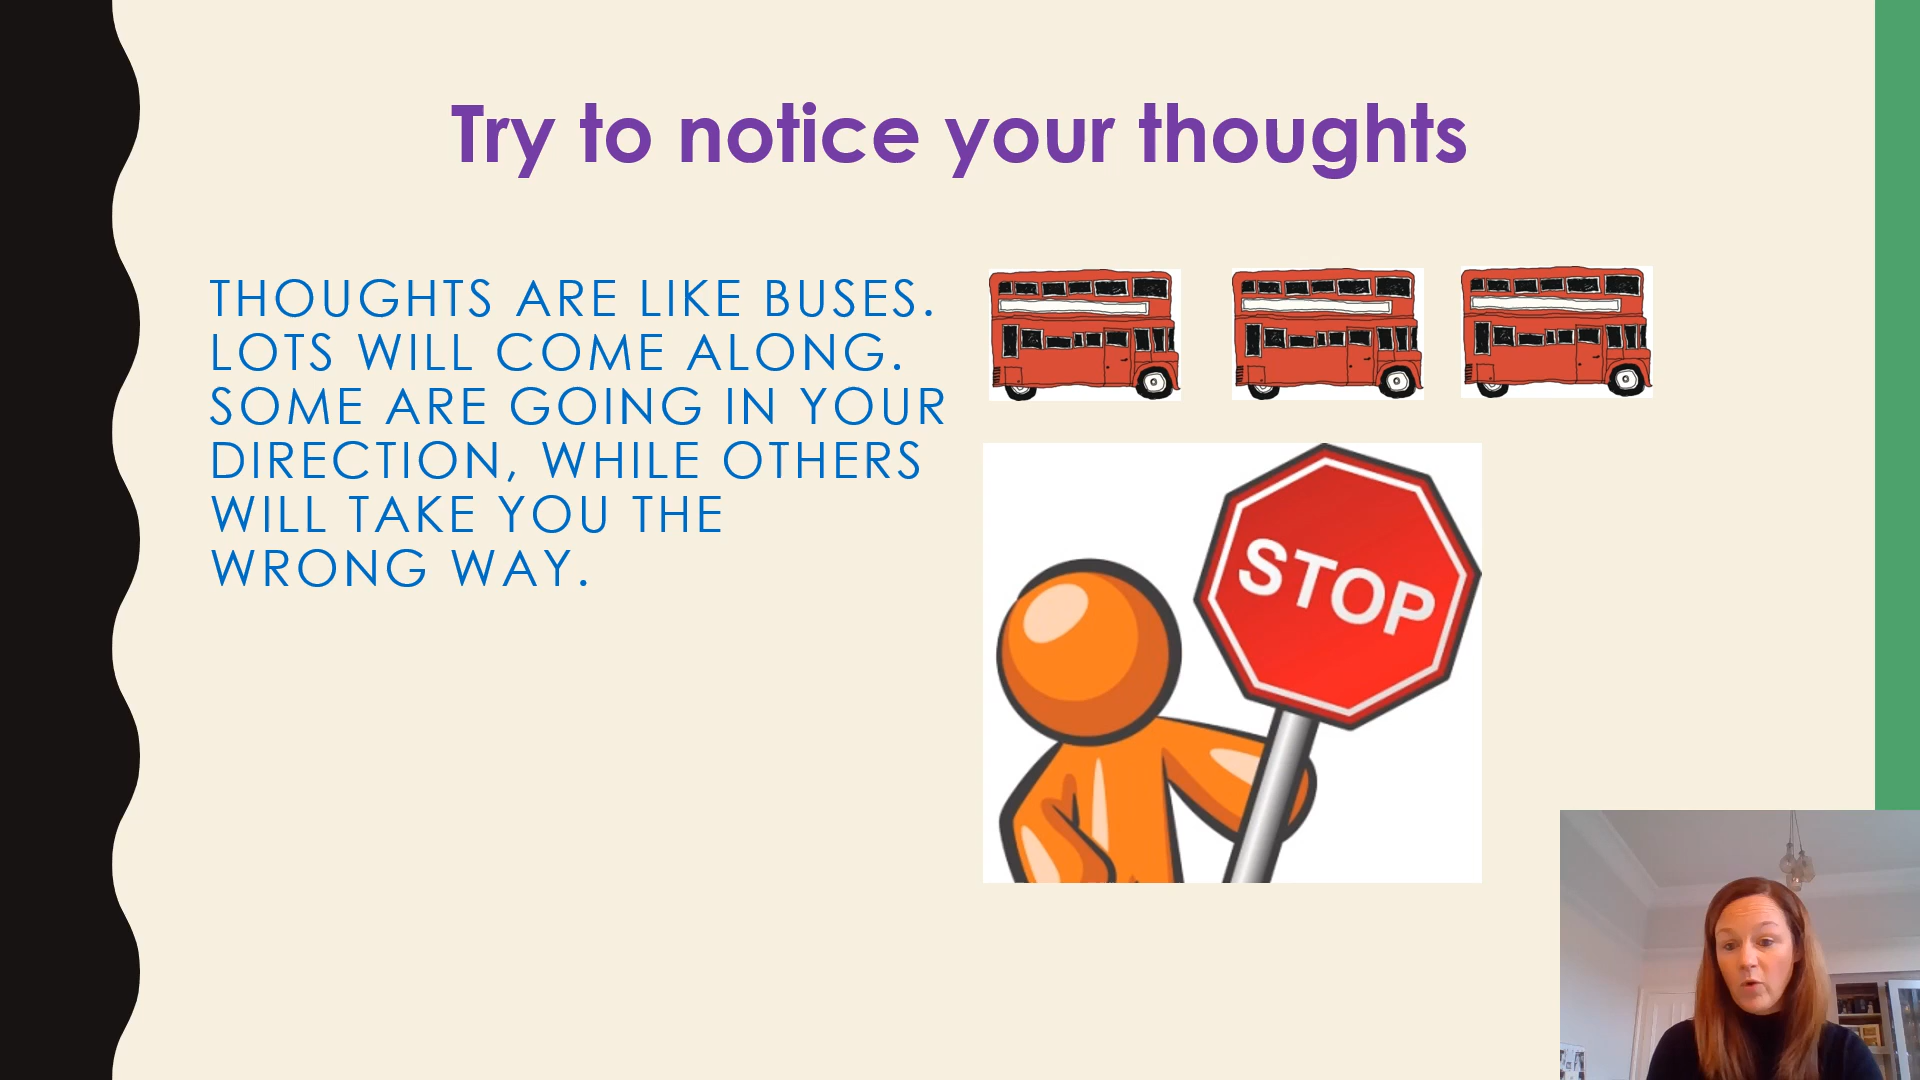 Try to notice your thoughts
THOUGHTS ARE LIKE BUSES.
LOTS WILL COME ALONG.
SOME ARE GOING IN YOUR
DIRECTION, WHILE OTHERS
WILL TAKE YOU THE
WRONG WAY.
STOP